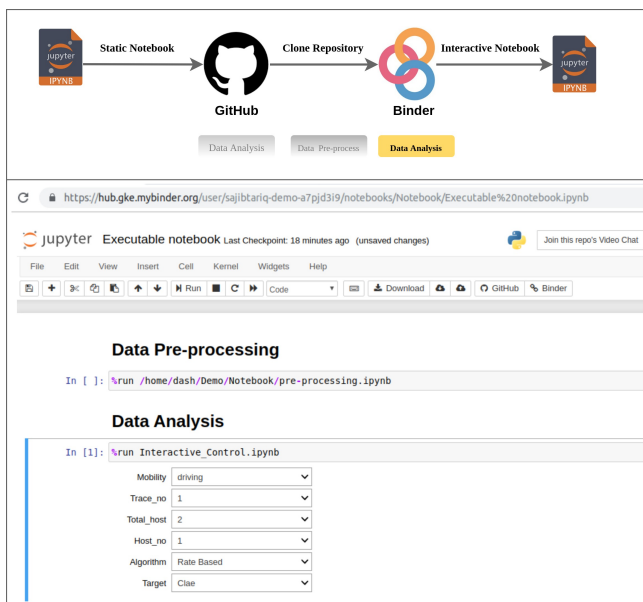 Static Notebook
Clone Repository
Interactive Notebook
jupyter
IPYNB
jupyter
IPYNB
GitHub
Binder
Data Analysis
Data Pre-process
Data Analysis
https://hub.gke.mybinder.org/user/sajibtariq-demo-a7pjd3i9/notebooks/Notebook/Executable%20notebook.ipynb
jupyter Executable notebook Last Checkpoint: 18 minutes ago (unsaved changes)
Join this repo's Video Chat
File Edit View Insert Cell Kernel Widgets Help
Run Code Download GitHub Binder
Data Pre-processing
In [ ]: %run /home/dash/Demo/Notebook/pre-processing.ipynb
Data Analysis
In [1]: %run Interactive_Control.ipynb
Mobility driving
Trace_no 1
Total_host 2
Host_no 1
Algorithm Rate Based
Target Clae